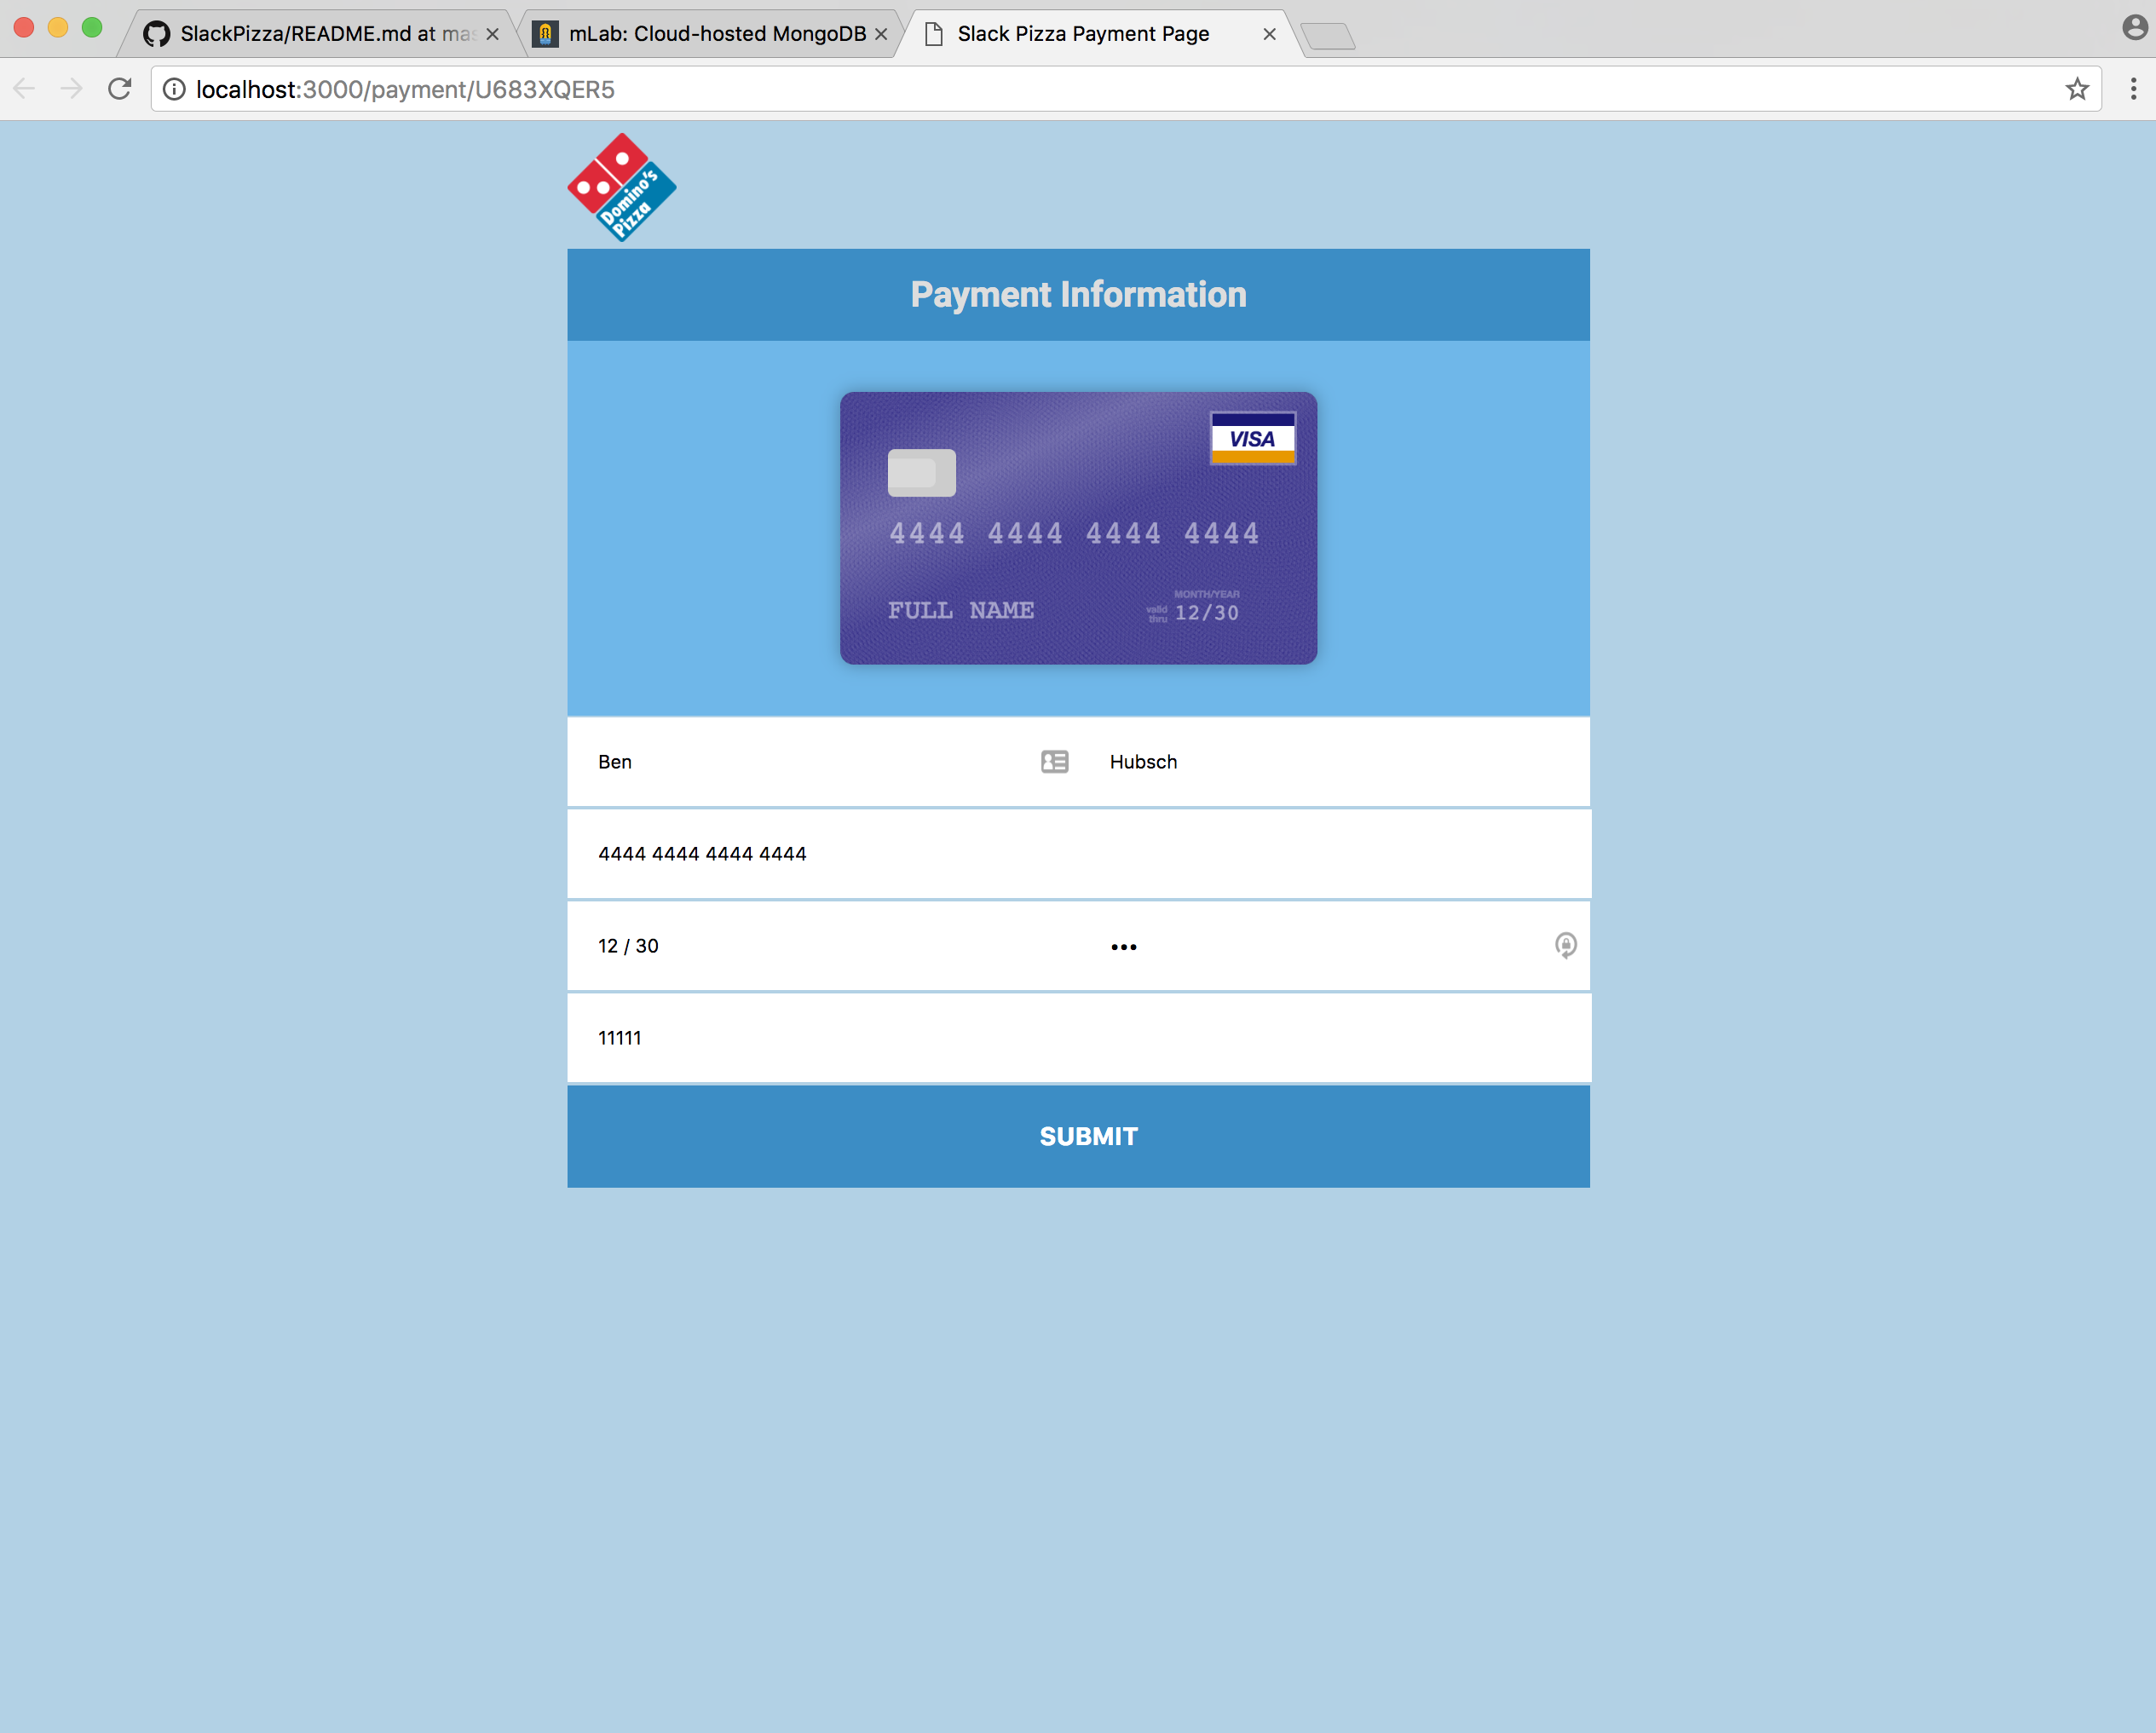 SlackPizza/README.md at mas
mLab: Cloud-hosted MongoDB
Slack Pizza Payment Page
localhost:3000/payment/U683XQER5
Domino's
Pizza
Payment Information
VISA
4444 4444 4444 4444
MONTH/YEAR
FULL NAME
valid
thru
12/30
Ben
Hubsch
4444 4444 4444 4444
12 / 30
•••
11111
SUBMIT